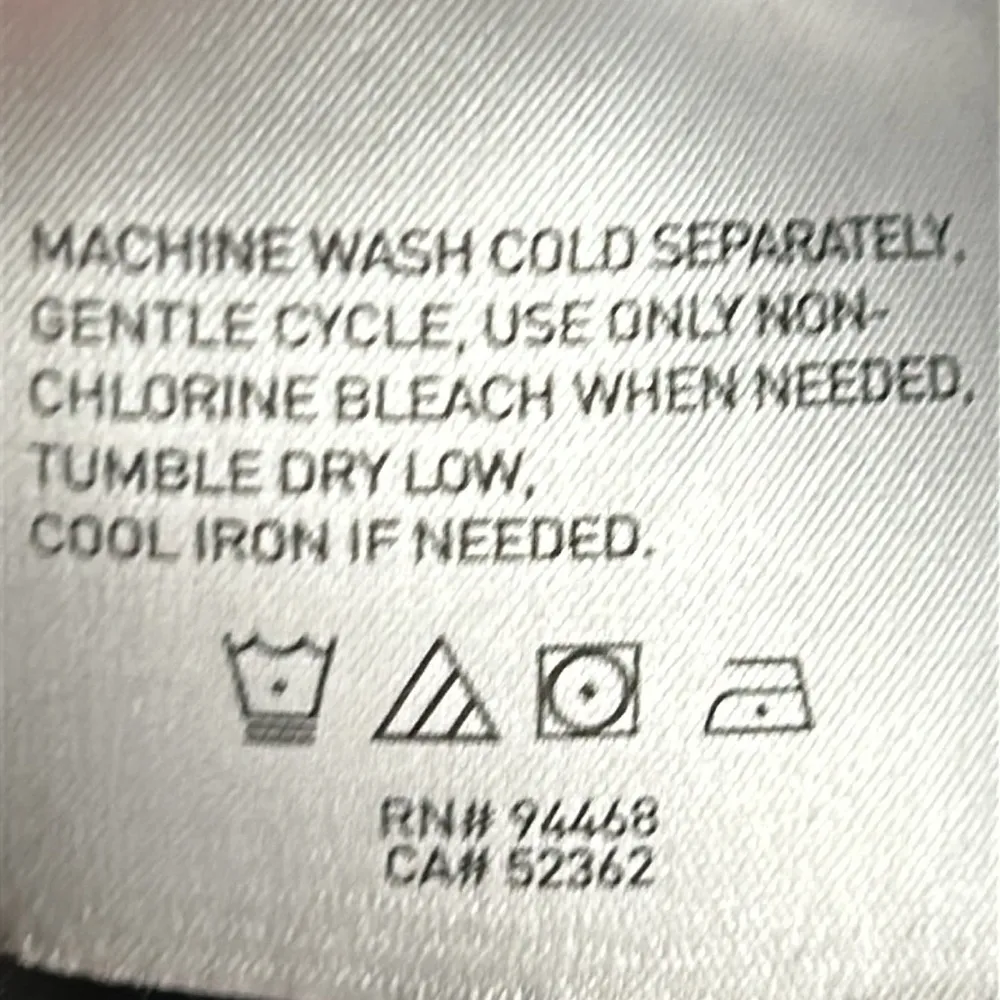 MACHINE WASH COLD SEPARATELY,
GENTLE CYCLE, USE ONLY NON-
CHLORINE BLEACH WHEN NEEDED,
TUMBLE DRY LOW,
COOL IRON IF NEEDED.
RN# 94468
CA# 52362